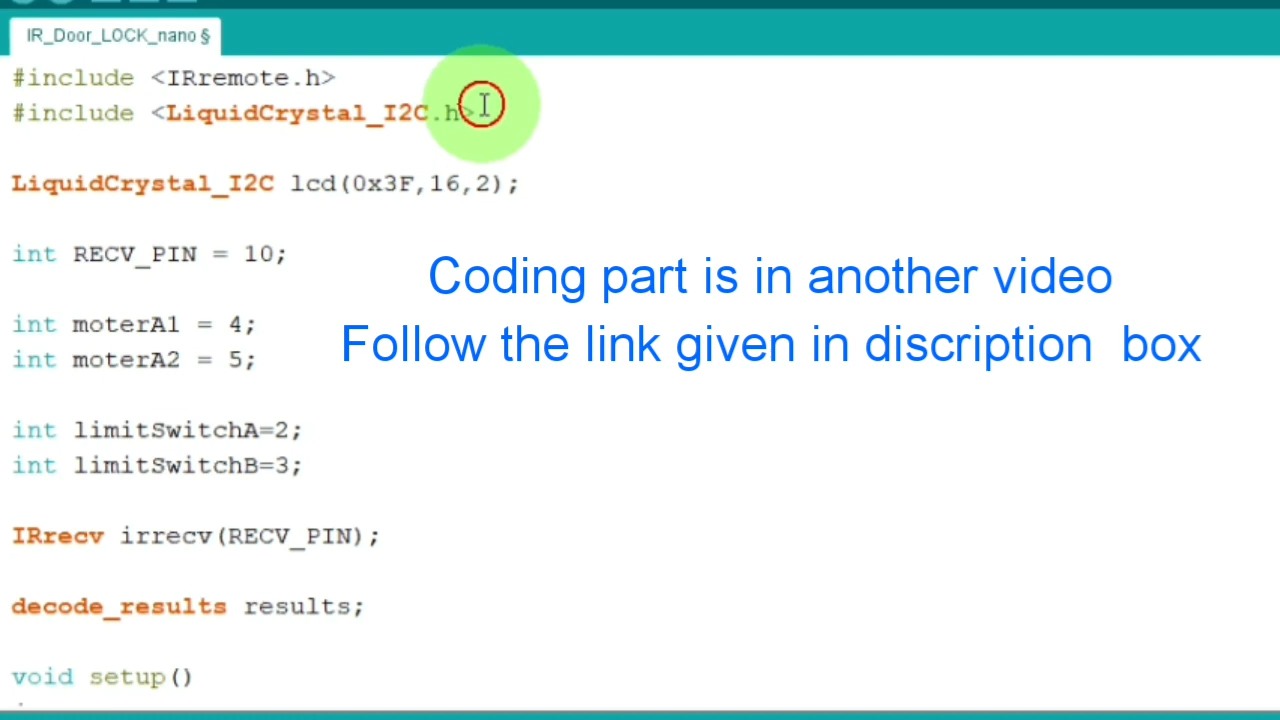 IR_Door_LOCK_nano §
#include <IRremote.h>
#include <LiquidCrystal_I2C.h>
LiquidCrystal_I2C lcd(0x3F,16,2);
int RECV_PIN = 10;
Coding part is in another video
int moterA1 = 4;
Follow the link given in discription box
int moterA2 = 5;
int limitSwitchA=2;
int limitSwitchB=3;
IRrecv irrecv(RECV_PIN);
decode_results results;
void setup()